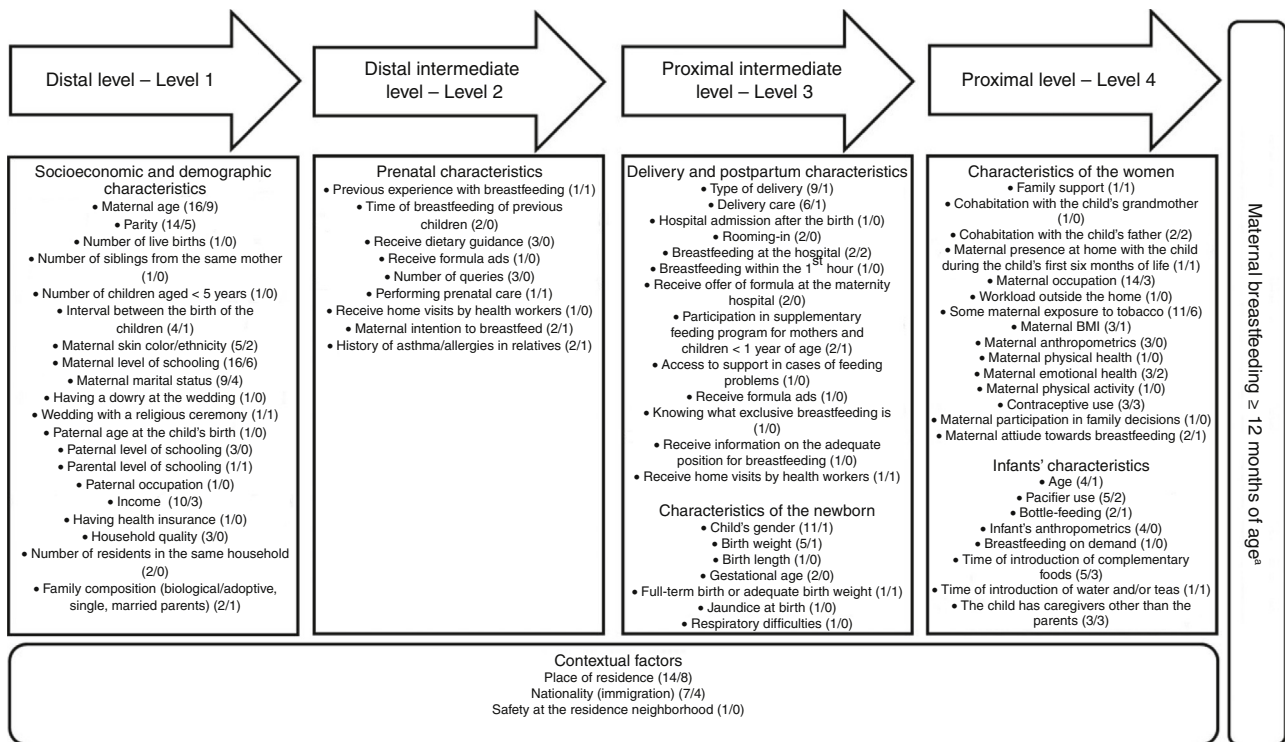 Distal level – Level 1
Distal intermediate
level – Level 2
Proximal intermediate
level – Level 3
Proximal level – Level 4
Socioeconomic and demographic
characteristics
• Maternal age (16/9)
• Parity (14/5)
• Number of live births (1/0)
• Number of siblings from the same mother
(1/0)
• Number of children aged < 5 years (1/0)
• Interval between the birth of the
children (4/1)
• Maternal skin color/ethnicity (5/2)
• Maternal level of schooling (16/6)
• Maternal marital status (9/4)
• Having a dowry at the wedding (1/0)
• Wedding with a religious ceremony (1/1)
• Paternal age at the child's birth (1/0)
• Paternal level of schooling (3/0)
• Parental level of schooling (1/1)
• Paternal occupation (1/0)
• Income (10/3)
• Having health insurance (1/0)
• Household quality (3/0)
• Number of residents in the same household
(2/0)
• Family composition (biological/adoptive,
single, married parents) (2/1)
Prenatal characteristics
• Previous experience with breastfeeding (1/1)
• Time of breastfeeding of previous
children (2/0)
• Receive dietary guidance (3/0)
• Receive formula ads (1/0)
• Number of queries (3/0)
• Performing prenatal care (1/1)
• Receive home visits by health workers (1/0)
• Maternal intention to breastfeed (2/1)
• History of asthma/allergies in relatives (2/1)
Delivery and postpartum characteristics
• Type of delivery (9/1)
• Delivery care (6/1)
• Hospital admission after the birth (1/0)
• Rooming-in (2/0)
• Breastfeeding at the hospital (2/2)
• Breastfeeding within the 1st hour (1/0)
• Receive offer of formula at the maternity
hospital (2/0)
• Participation in supplementary
feeding program for mothers and
children < 1 year of age (2/1)
• Access to support in cases of feeding
problems (1/0)
• Receive formula ads (1/0)
• Knowing what exclusive breastfeeding is
(1/0)
• Receive information on the adequate
position for breastfeeding (1/0)
• Receive home visits by health workers (1/1)
Characteristics of the newborn
• Child's gender (11/1)
• Birth weight (5/1)
• Birth length (1/0)
• Gestational age (2/0)
• Full-term birth or adequate birth weight (1/1)
• Jaundice at birth (1/0)
• Respiratory difficulties (1/0)
Characteristics of the women
• Family support (1/1)
• Cohabitation with the child's grandmother
(1/0)
• Cohabitation with the child's father (2/2)
• Maternal presence at home with the child
during the child's first six months of life (1/1)
• Maternal occupation (14/3)
• Workload outside the home (1/0)
• Some maternal exposure to tobacco (11/6)
• Maternal BMI (3/1)
• Maternal anthropometrics (3/0)
• Maternal physical health (1/0)
• Maternal emotional health (3/2)
• Maternal physical activity (1/0)
• Contraceptive use (3/3)
• Maternal participation in family decisions (1/0)
• Maternal attiude towards breastfeeding (2/1)
Infants' characteristics
• Age (4/1)
• Pacifier use (5/2)
• Bottle-feeding (2/1)
• Infant's anthropometrics (4/0)
• Breastfeeding on demand (1/0)
• Time of introduction of complementary
foods (5/3)
• Time of introduction of water and/or teas (1/1)
• The child has caregivers other than the
parents (3/3)
Maternal breastfeeding ≥ 12 months of age<sup>a</sup>
Contextual factors
Place of residence (14/8)
Nationality (immigration) (7/4)
Safety at the residence neighborhood (1/0)